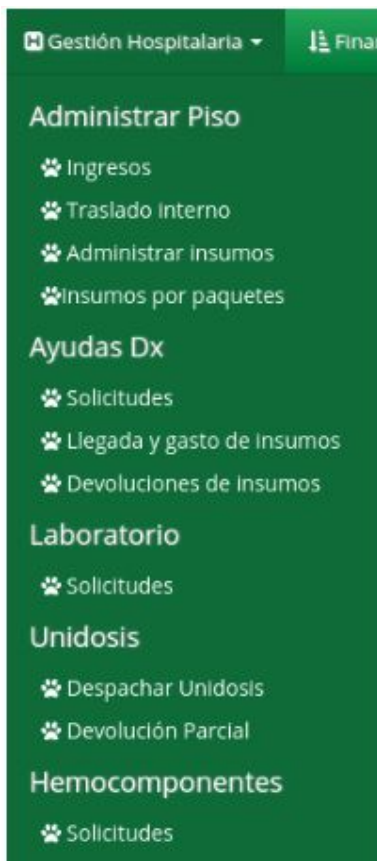 Gestión Hospitalaria
Administrar Piso
Ingresos
Traslado interno
Administrar insumos
Insumos por paquetes
Ayudas Dx
Solicitudes
Llegada y gasto de insumos
Devoluciones de insumos
Laboratorio
Solicitudes
Unidosis
Despachar Unidosis
Devolución Parcial
Hemocomponentes
Solicitudes